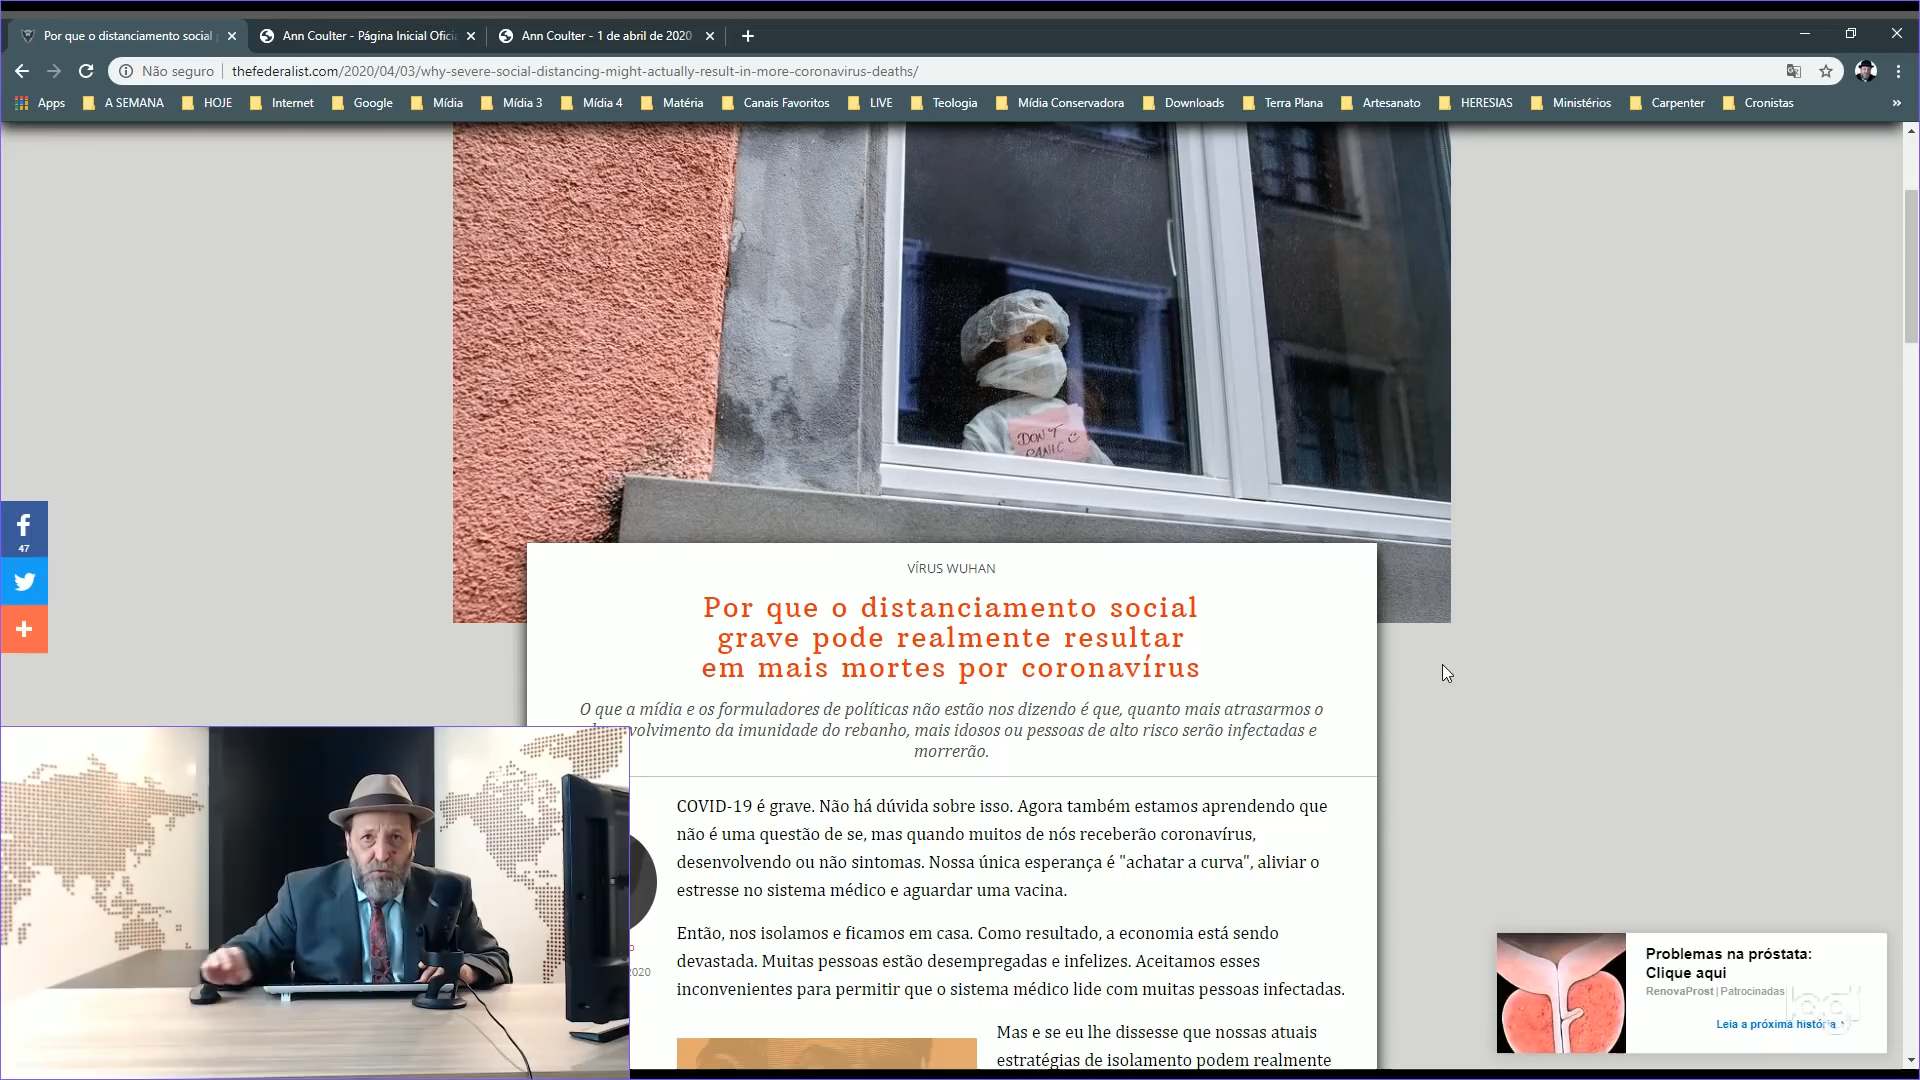 Por que o distanciamento social
Ann Coulter - Página Inicial Ofici
Ann Coulter - 1 de abril de 2020
Não seguro
thefederalist.com/2020/04/03/why-severe-social-distancing-might-actually-result-in-more-coronavirus-deaths/
Apps
A SEMANA
HOJE
Internet
Google
Mídia
Mídia 3
Mídia 4
Matéria
Canais Favoritos
LIVE
Teologia
Mídia Conservadora
Downloads
Terra Plana
Artesanato
HERESIAS
Ministérios
Carpenter
Cronistas
»
DON'T
PANIC
47
VÍRUS WUHAN
Por que o distanciamento social
grave pode realmente resultar
em mais mortes por coronavírus
O que a mídia e os formuladores de políticas não estão nos dizendo é que, quanto mais atrasarmos o
volvimento da imunidade do rebanho, mais idosos ou pessoas de alto risco serão infectadas e
morrerão.
COVID-19 é grave. Não há dúvida sobre isso. Agora também estamos aprendendo que
não é uma questão de se, mas quando muitos de nós receberão coronavírus,
desenvolvendo ou não sintomas. Nossa única esperança é "achatar a curva", aliviar o
estresse no sistema médico e aguardar uma vacina.
Então, nos isolamos e ficamos em casa. Como resultado, a economia está sendo
devastada. Muitas pessoas estão desempregadas e infelizes. Aceitamos esses
inconvenientes para permitir que o sistema médico lide com muitas pessoas infectadas.
o
2020
Mas e se eu lhe dissesse que nossas atuais
estratégias de isolamento podem realmente
Problemas na próstata:
Clique aqui
RenovaProst | Patrocinadas
Leia a próxima história
logi